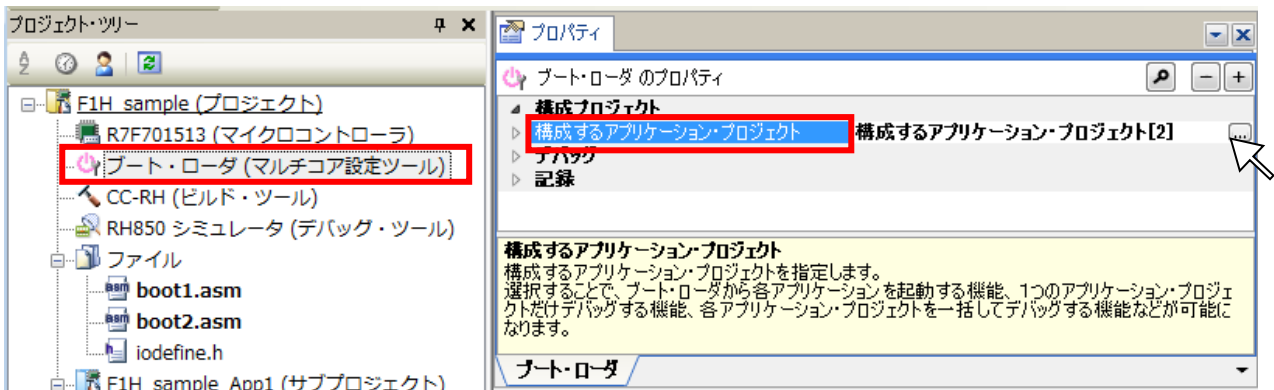 プロジェクト・ツリー
F1H_sample (プロジェクト)
R7F701513 (マイクロコントローラ)
ブート・ローダ (マルチコア設定ツール)
CC-RH (ビルド・ツール)
RH850 シミュレータ (デバッグ・ツール)
ファイル
boot1.asm
boot2.asm
iodefine.h
F1H_sample_App1 (サブプロジェクト)
プロパティ
ブート・ローダ のプロパティ
構成プロジェクト
構成するアプリケーション・プロジェクト 構成するアプリケーション・プロジェクト[2]
デバッグ
記録
構成するアプリケーション・プロジェクト
構成するアプリケーション・プロジェクトを指定します。
選択することで、ブート・ローダから各アプリケーションを起動する機能、1つのアプリケーション・プロジェ
クトだけデバッグする機能、各アプリケーション・プロジェクトを一括してデバッグする機能などが可能に
なります。
ブート・ローダ